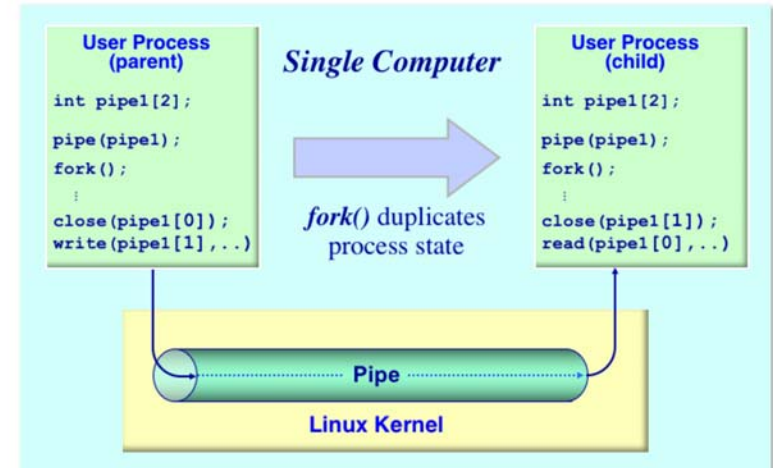 User Process
(parent)
int pipe1[2];
pipe(pipe1);
fork();
⋮
close(pipe1[0]);
write(pipe1[1],..)
Single Computer
fork() duplicates
process state
User Process
(child)
int pipe1[2];
pipe(pipe1);
fork();
⋮
close(pipe1[1]);
read(pipe1[0],..)
Pipe
Linux Kernel